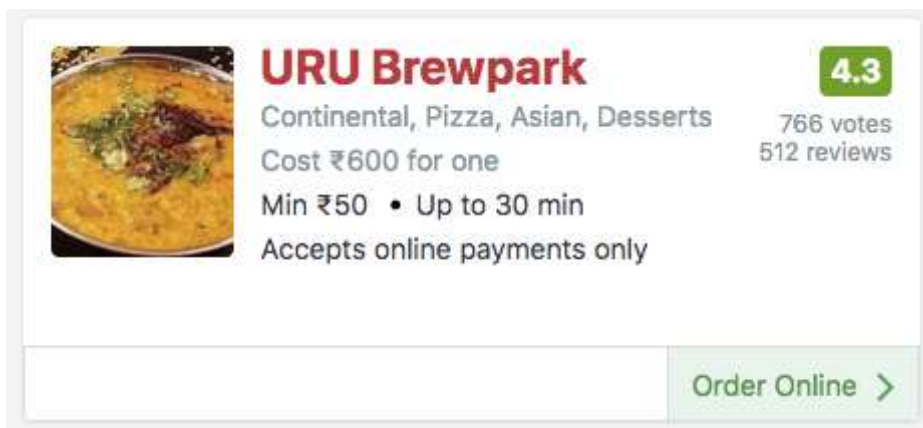 URU Brewpark
4.3
Continental, Pizza, Asian, Desserts
766 votes
Cost ₹600 for one
512 reviews
Min ₹50 • Up to 30 min
Accepts online payments only
Order Online >